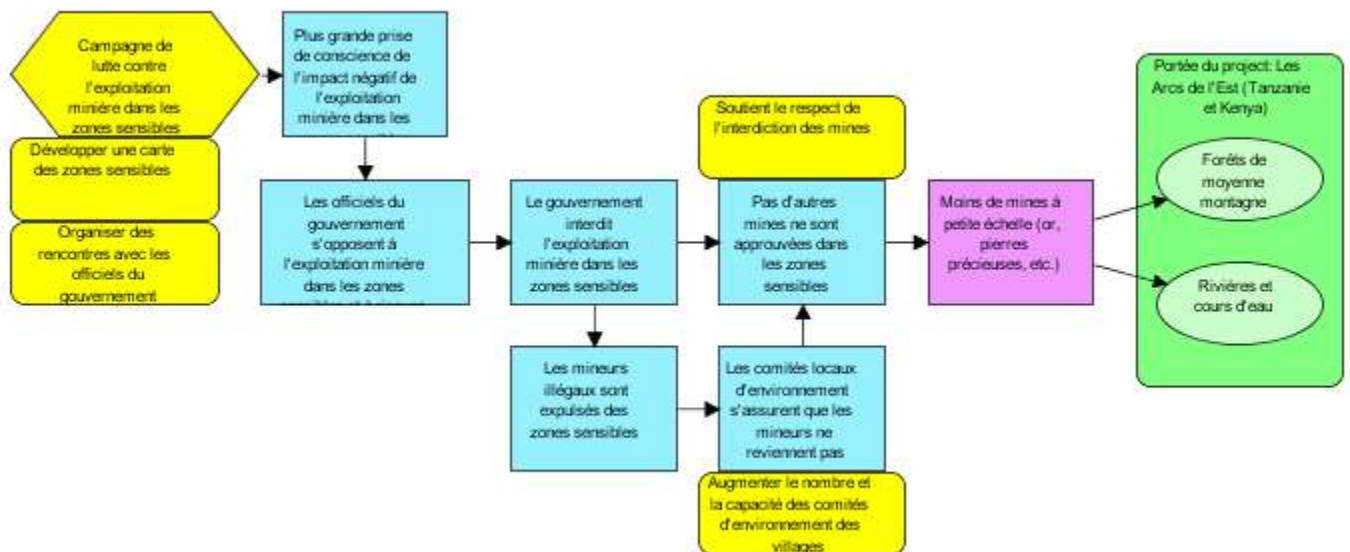 Campagne de
lutte contre
l'exploitation
minière dans les
zones sensibles
Développer une carte
des zones sensibles
Organiser des
rencontres avec les
officiels du
gouvernement
Plus grande prise
de conscience de
l'impact négatif de
l'exploitation
minière dans les
Les officiels du
gouvernement
s'opposent à
l'exploitation minière
dans les zones
Le gouvernement
interdit
l'exploitation
minière dans les
zones sensibles
Les mineurs
illégaux sont
expulsés des
zones sensibles
Soutient le respect de
l'interdiction des mines
Pas d'autres
mines ne sont
approuvées dans
les zones
sensibles
Les comités locaux
d'environnement
s'assurent que les
mineurs ne
reviennent pas
Augmenter le nombre et
la capacité des comités
d'environnement des
villages
Moins de mines à
petite échelle (or,
pierres
précieuses, etc.)
Portée du project: Les
Arcs de l'Est (Tanzanie
et Kenya)
Forêts de
moyenne
montagne
Rivières et
cours d'eau